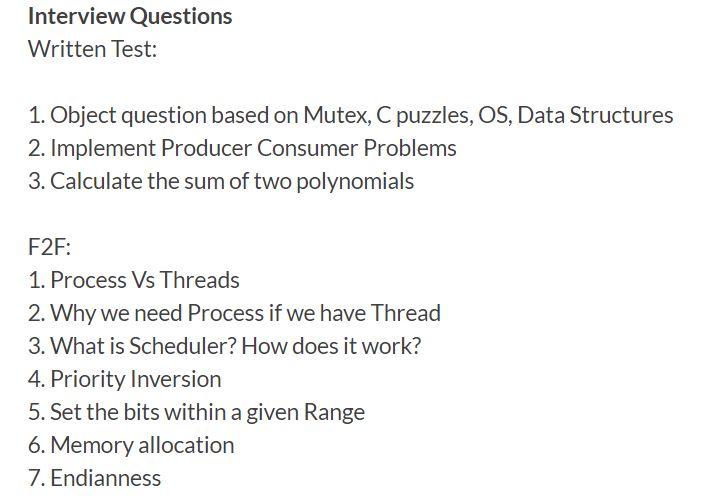 Interview Questions
Written Test:
1. Object question based on Mutex, C puzzles, OS, Data Structures
2. Implement Producer Consumer Problems
3. Calculate the sum of two polynomials
F2F:
1. Process Vs Threads
2. Why we need Process if we have Thread
3. What is Scheduler? How does it work?
4. Priority Inversion
5. Set the bits within a given Range
6. Memory allocation
7. Endianness